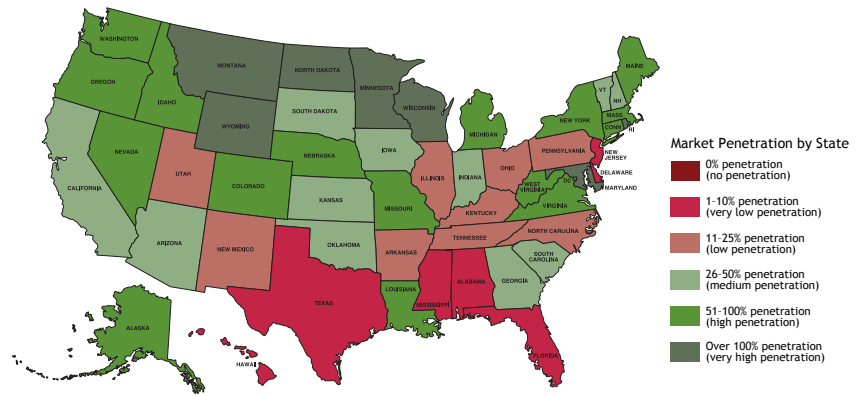 WASHINGTON
OREGON
IDAHO
MONTANA
NORTH DAKOTA
MINNESOTA
WISCONSIN
MICHIGAN
SOUTH DAKOTA
WYOMING
NEVADA
UTAH
COLORADO
NEBRASKA
IOWA
ILLINOIS
INDIANA
OHIO
PENNSYLVANIA
NEW YORK
VT
NH
MAINE
MASS
CONN
RI
NEW
JERSEY
DELAWARE
MARYLAND
DC
WEST
VIRGINIA
VIRGINIA
CALIFORNIA
ARIZONA
NEW MEXICO
KANSAS
MISSOURI
KENTUCKY
TENNESSEE
NORTH CARULINA
SOUTH
CAROLINA
OKLAHOMA
ARKANSAS
TEXAS
LOUISIANA
MISSISSIPPI
ALABAMA
GEORGIA
FLORIDA
ALASKA
HAWAII
Market Penetration by State
0% penetration
(no penetration)
1-10% penetration
(very low penetration)
11-25% penetration
(low penetration)
26-50% penetration
(medium penetration)
51-100% penetration
(high penetration)
Over 100% penetration
(very high penetration)